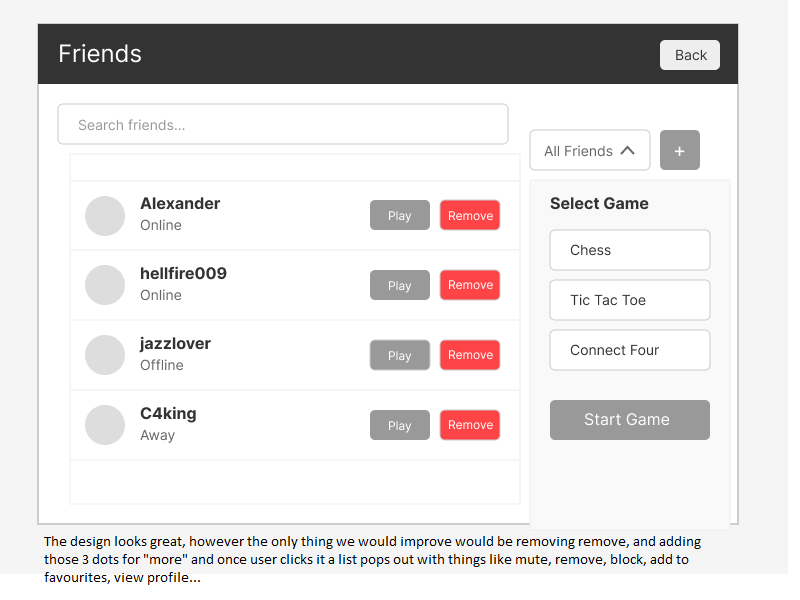 Friends
Back
Search friends...
All Friends
+
Alexander
Online
Play
Remove
hellfire009
Online
Play
Remove
jazzlover
Offline
Play
Remove
C4king
Away
Play
Remove
Select Game
Chess
Tic Tac Toe
Connect Four
Start Game
The design looks great, however the only thing we would improve would be removing remove, and adding
those 3 dots for "more" and once user clicks it a list pops out with things like mute, remove, block, add to
favourites, view profile...